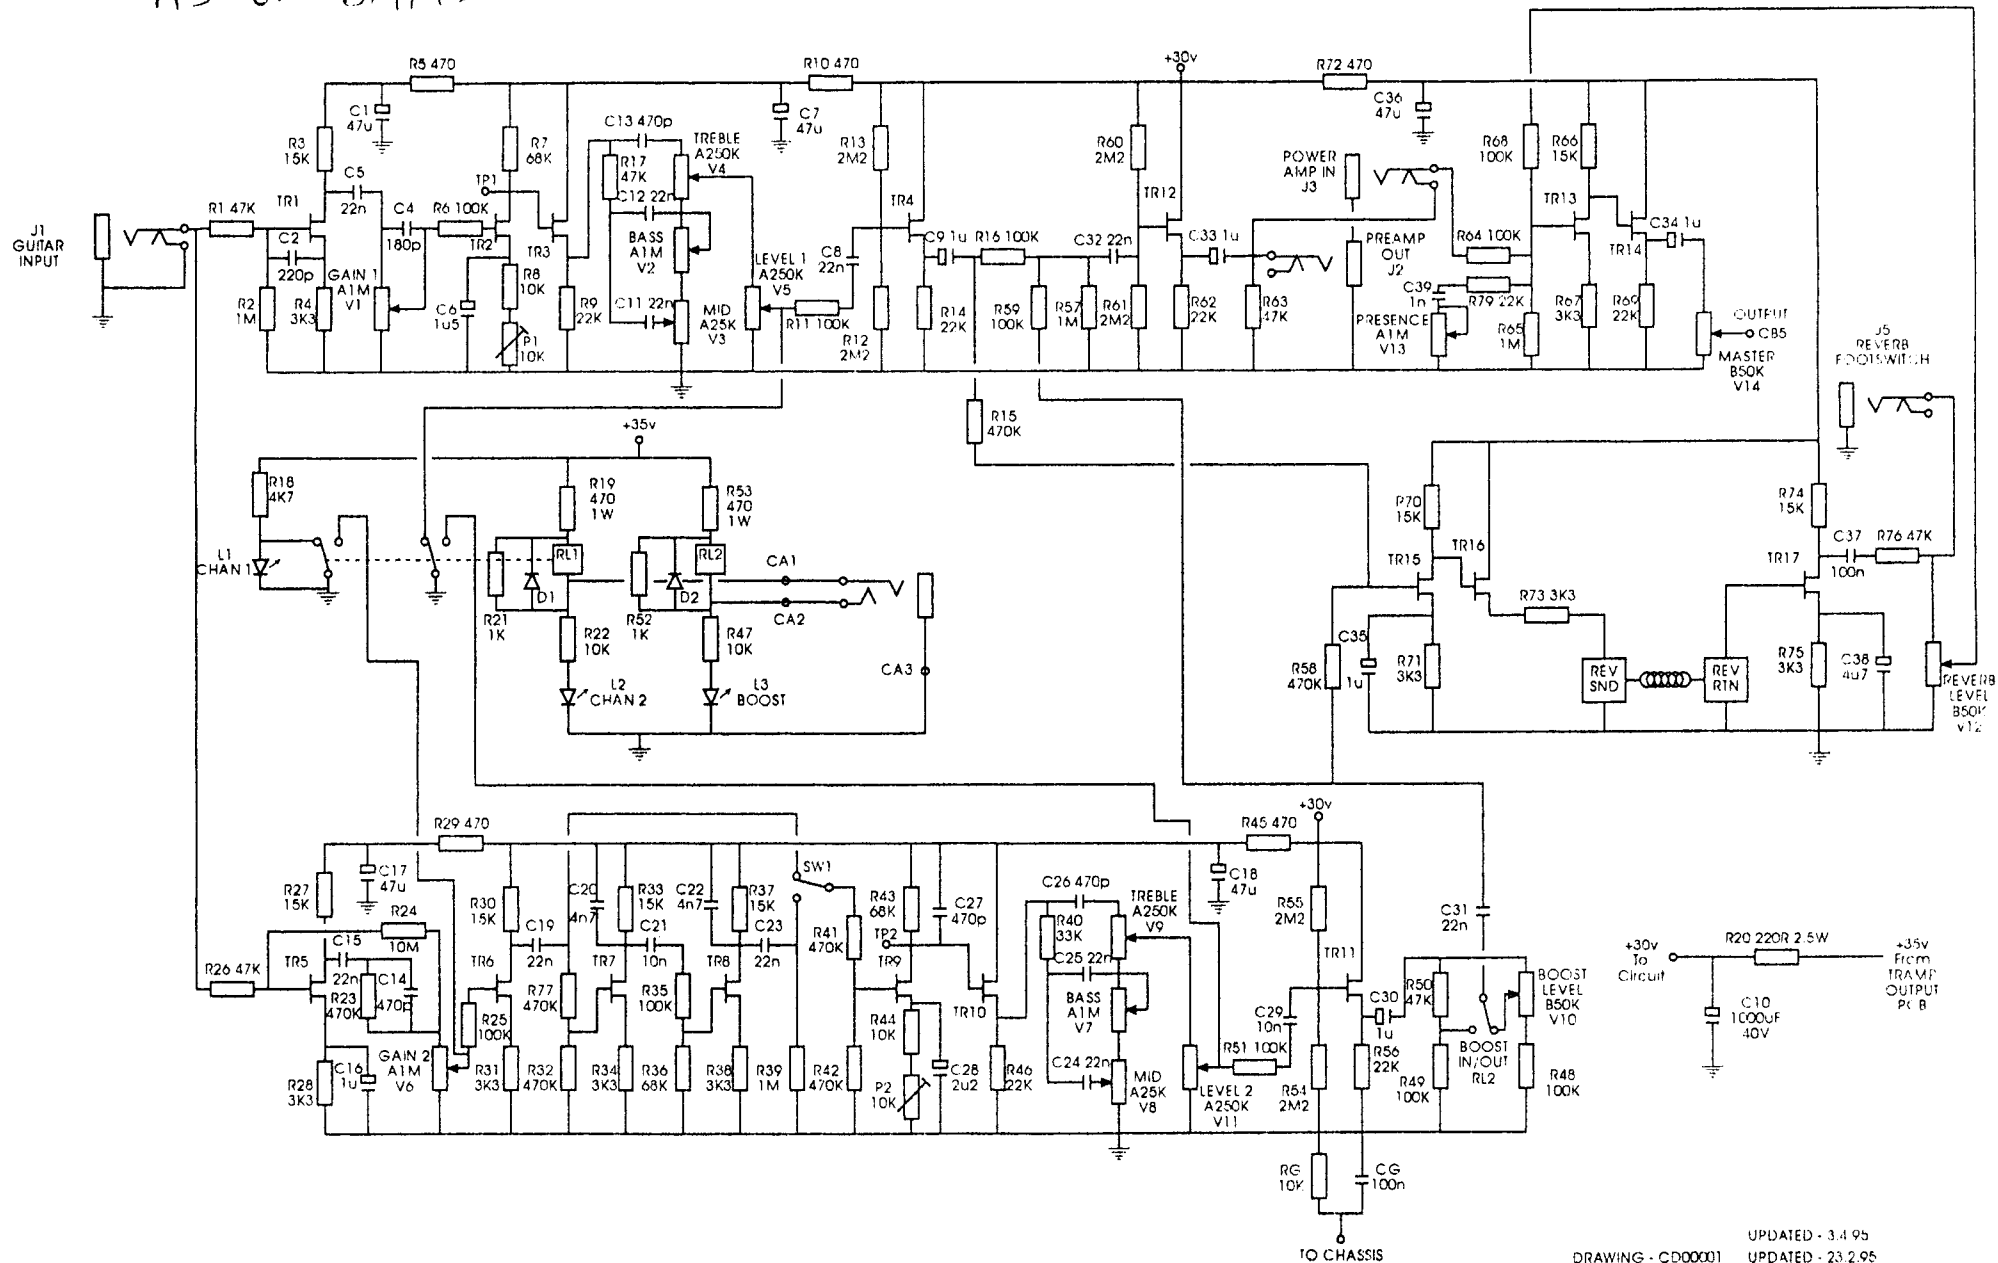 R5 470
R10 470
+30v
R72 470
C1
47u
C7
47u
C36
47u
R3
15K
C5
22n
R7
68K
TP1
C13 470p
R17
47K
TREBLE
A250K
V4
C12 22n
BASS
A1M
V2
C11 22n
MID
A25K
V3
R13
2M2
R60
2M2
POWER
AMP IN
J3
R68
100K
R66
15K
J1
GUITAR
INPUT
R1 47K
TR1
C2
220p
C4
180p
R6 100K
TR2
TR3
R2
1M
R4
3K3
GAIN 1
A1M
V1
C6
1u5
R8
10K
P1
10K
R9
22K
LEVEL 1
A250K
V5
R11 100K
C8
22n
R12
2M2
TR4
C9 1u
R14
22K
R16 100K
R59
100K
R57
1M
C32 22n
TR12
R61
2M2
R62
22K
C33 1u
R63
47K
PREAMP
OUT
J2
R64 100K
C39
1n
R79 22K
PRESENCE
A1M
V13
R65
1M
TR13
TR14
C34 1u
R67
3K3
R69
22K
OUTPUT
CB5
MASTER
B50K
V14
J5
REVERB
FOOTSWITCH
R15
470K
+35v
R18
4K7
R19
470
1W
R53
470
1W
L1
CHAN 1
RL1
RL2
D1
D2
R21
1K
R52
1K
R22
10K
R47
10K
CA1
CA2
CA3
L2
CHAN 2
L3
BOOST
R70
15K
TR15
TR16
R73 3K3
R74
15K
TR17
C37
100n
R76 47K
R58
470K
C35
1u
R71
3K3
REV
SND
REV
RTN
R75
3K3
C38
4u7
REVERB
LEVEL
B50K
V12
R29 470
R45 470
+30v
R27
15K
C17
47u
R24
10M
R26 47K
TR5
C15
22n
C14
470p
R23
470K
R28
3K3
C16
1u
GAIN 2
A1M
V6
R25
100K
R30
15K
TR6
C19
22n
R31
3K3
R77
470K
R32
470K
C20
4n7
R33
15K
TR7
C21
10n
R34
3K3
R35
100K
R36
68K
C22
4n7
R37
15K
TR8
C23
22n
R38
3K3
R39
1M
SW1
R41
470K
R42
470K
R43
68K
TP2
TR9
R44
10K
P2
10K
C27
470p
C28
2u2
TR10
R46
22K
C26 470p
R40
33K
TREBLE
A250K
V9
C25 22n
BASS
A1M
V7
C24 22n
MID
A25K
V8
C18
47u
LEVEL 2
A250K
V11
R51 100K
C29
10n
R55
2M2
R54
2M2
TR11
C30
1u
R56
22K
R50
47K
R49
100K
C31
22n
BOOST
IN/OUT
RL2
BOOST
LEVEL
B50K
V10
R48
100K
+30v
To
Circuit
R20 220R 2.5W
+35v
From
TRAMP
OUTPUT
PCB
C10
1000uF
40V
RG
10K
CG
100n
TO CHASSIS
UPDATED - 3.4.95
DRAWING - CD00001 UPDATED - 23.2.95